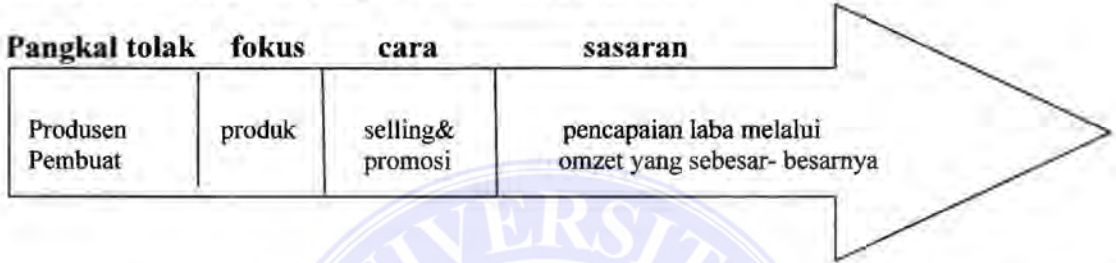 Pangkal tolak fokus cara sasaran
Produsen produk selling& pencapaian laba melalui
Pembuat promosi omzet yang sebesar- besarnya